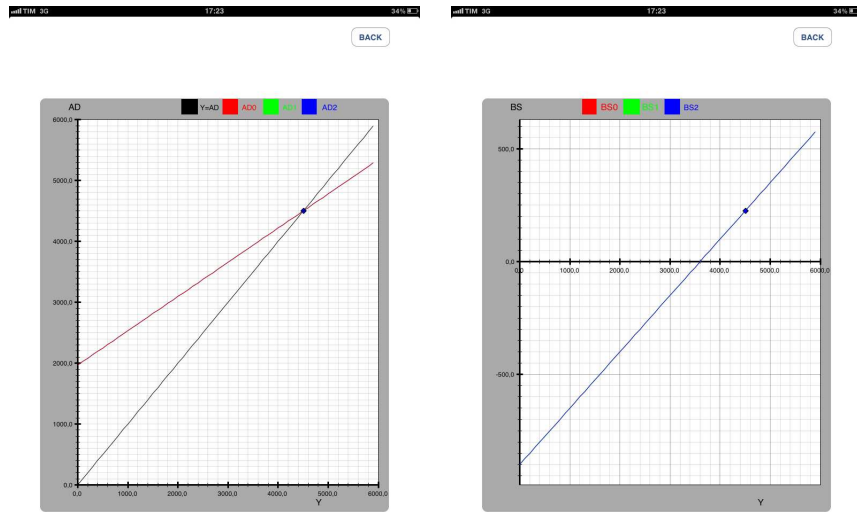 TIM 3G 17:23 34%
BACK
AD Y=AD AD0 AD1 AD2
6000,0
5000,0
4000,0
3000,0
2000,0
1000,0
0,0
0,0 1000,0 2000,0 3000,0 4000,0 5000,0 6000,0
Y
TIM 3G 17:23 34%
BACK
BS BS0 BS1 BS2
500,0
0,0
0,0 1000,0 2000,0 3000,0 4000,0 5000,0 6000,0
-500,0
Y